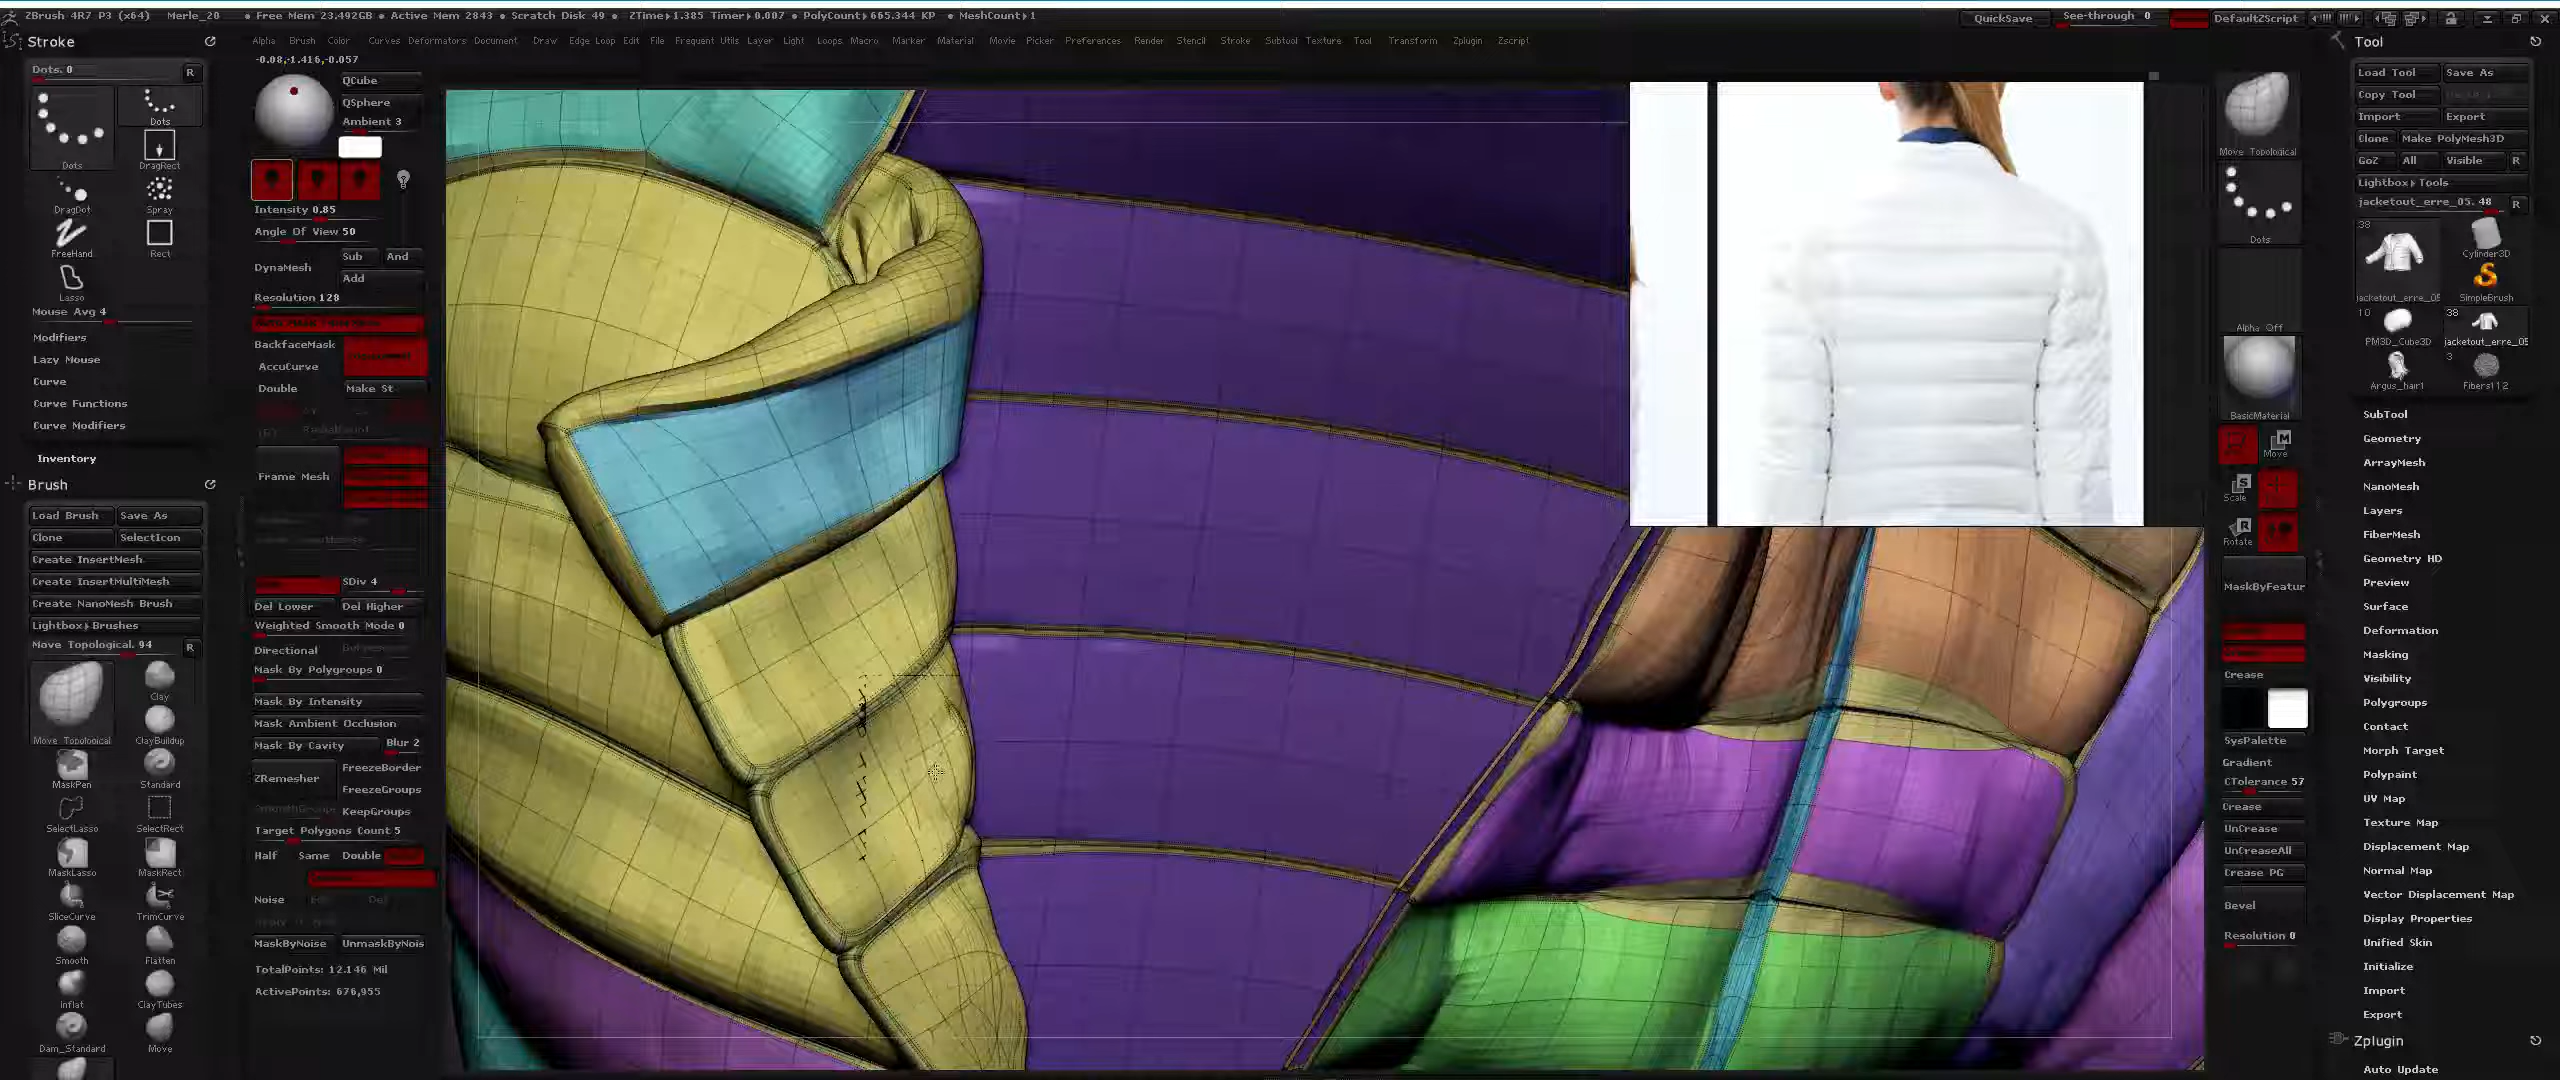 ZBrush 4R7 P3 (x64) Merle_20 • Free Mem 23,492GB • Active Mem 2843 • Scratch Disk 49 • ZTime▸1.385 Timer▸0.007 • PolyCount▸665.344 KP • MeshCount▸1
QuickSave See-through 0 DefaultZScript
Stroke
Alpha Brush Color Curves Deformators Document Draw Edge Loop Edit File Frequent Utils Layer Light Loops Macro Marker Material Movie Picker Preferences Render Stencil Stroke Subtool Texture Tool Transform Zplugin Zscript
-0.08,-1.416,-0.057
Dots. 0 R
Dots
Dots
DragRect
DragDot
Spray
FreeHand
Rect
Lasso
Mouse Avg 4
Modifiers
Lazy Mouse
Curve
Curve Functions
Curve Modifiers
Inventory
Brush
Load Brush Save As
Clone SelectIcon
Create InsertMesh
Create InsertMultiMesh
Create NanoMesh Brush
Lightbox▸Brushes
Move Topological. 94 R
Move Topological
Clay
ClayBuildup
MaskPen Standard
SelectLasso SelectRect
MaskLasso MaskRect
SliceCurve TrimCurve
Smooth Flatten
Inflat ClayTubes
Dam_Standard Move
QCube
QSphere
Ambient 3
Intensity 0.85
Angle Of View 50
DynaMesh Sub And
Add
Resolution 128
BackfaceMask
AccuCurve
Double Make St
Frame Mesh
SDiv 4
Del Lower Del Higher
Weighted Smooth Mode 0
Directional
Mask By Polygroups 0
Mask By Intensity
Mask Ambient Occlusion
Mask By Cavity Blur 2
ZRemesher FreezeBorder
FreezeGroups
KeepGroups
Target Polygons Count 5
Half Same Double
Noise
MaskByNoise UnmaskByNois
TotalPoints: 12.146 Mil
ActivePoints: 676,955
Move Topological
Dots
Alpha Off
BasicMaterial
Move
Scale
Rotate
MaskByFeatur
Crease
SysPalette
Gradient
CTolerance 57
Crease
UnCrease
UnCreaseAll
Crease PG
Bevel
Resolution 0
Tool
Load Tool Save As
Copy Tool
Import Export
Clone Make PolyMesh3D
GoZ All Visible R
Lightbox▸Tools
jacketout_erre_05. 48 R
38
jacketout_erre_05
Cylinder3D
SimpleBrush
10 38
PM3D_Cube3D jacketout_erre_05
3
Argus_hair1 Fibers112
SubTool
Geometry
ArrayMesh
NanoMesh
Layers
FiberMesh
Geometry HD
Preview
Surface
Deformation
Masking
Visibility
Polygroups
Contact
Morph Target
Polypaint
UV Map
Texture Map
Displacement Map
Normal Map
Vector Displacement Map
Display Properties
Unified Skin
Initialize
Import
Export
Zplugin
Auto Update